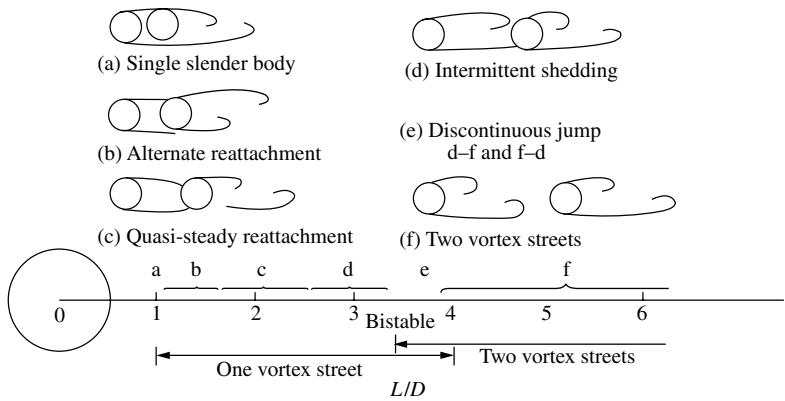 (a) Single slender body
(b) Alternate reattachment
(c) Quasi-steady reattachment
(d) Intermittent shedding
(e) Discontinuous jump
d–f and f–d
(f) Two vortex streets
a b c d e f
0 1 2 3 4 5 6
Bistable
One vortex street
Two vortex streets
L/D